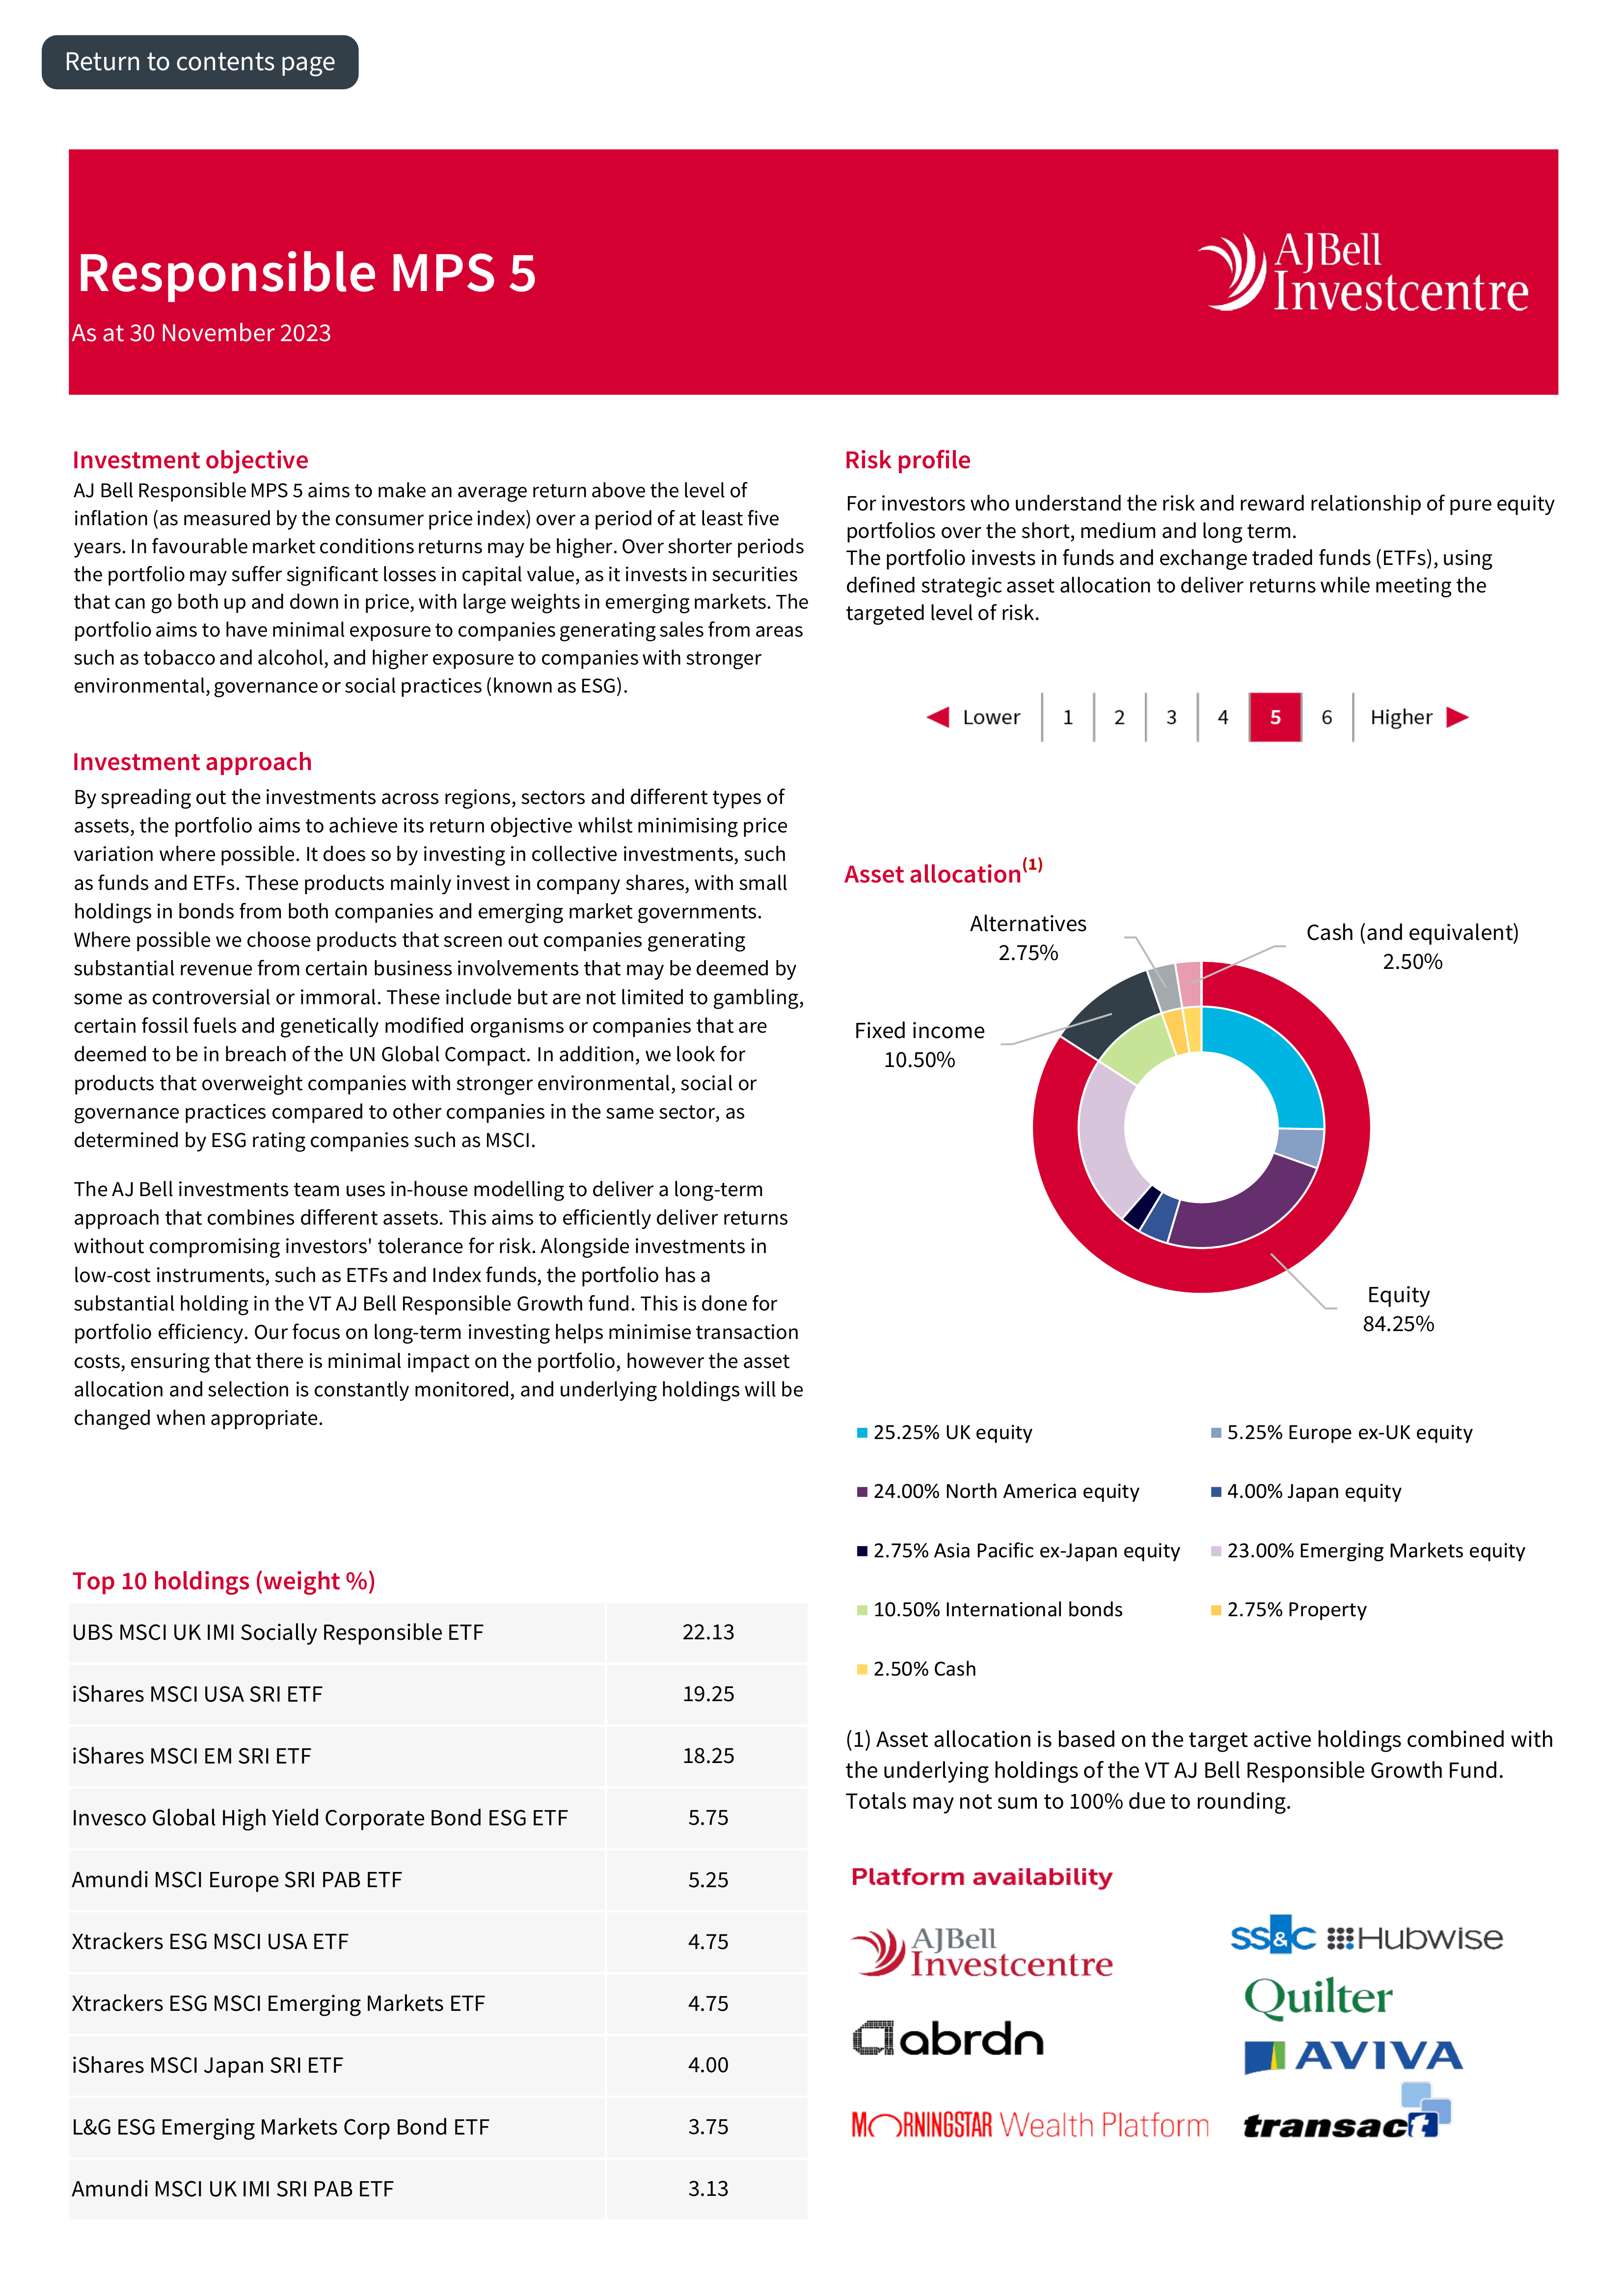 Return to contents page
Responsible MPS 5
As at 30 November 2023
AJBell
Investcentre
Investment objective
AJ Bell Responsible MPS 5 aims to make an average return above the level of
inflation (as measured by the consumer price index) over a period of at least five
years. In favourable market conditions returns may be higher. Over shorter periods
the portfolio may suffer significant losses in capital value, as it invests in securities
that can go both up and down in price, with large weights in emerging markets. The
portfolio aims to have minimal exposure to companies generating sales from areas
such as tobacco and alcohol, and higher exposure to companies with stronger
environmental, governance or social practices (known as ESG).
Investment approach
By spreading out the investments across regions, sectors and different types of
assets, the portfolio aims to achieve its return objective whilst minimising price
variation where possible. It does so by investing in collective investments, such
as funds and ETFs. These products mainly invest in company shares, with small
holdings in bonds from both companies and emerging market governments.
Where possible we choose products that screen out companies generating
substantial revenue from certain business involvements that may be deemed by
some as controversial or immoral. These include but are not limited to gambling,
certain fossil fuels and genetically modified organisms or companies that are
deemed to be in breach of the UN Global Compact. In addition, we look for
products that overweight companies with stronger environmental, social or
governance practices compared to other companies in the same sector, as
determined by ESG rating companies such as MSCI.
The AJ Bell investments team uses in-house modelling to deliver a long-term
approach that combines different assets. This aims to efficiently deliver returns
without compromising investors' tolerance for risk. Alongside investments in
low-cost instruments, such as ETFs and Index funds, the portfolio has a
substantial holding in the VT AJ Bell Responsible Growth fund. This is done for
portfolio efficiency. Our focus on long-term investing helps minimise transaction
costs, ensuring that there is minimal impact on the portfolio, however the asset
allocation and selection is constantly monitored, and underlying holdings will be
changed when appropriate.
Top 10 holdings (weight %)
UBS MSCI UK IMI Socially Responsible ETF 22.13
iShares MSCI USA SRI ETF 19.25
iShares MSCI EM SRI ETF 18.25
Invesco Global High Yield Corporate Bond ESG ETF 5.75
Amundi MSCI Europe SRI PAB ETF 5.25
Xtrackers ESG MSCI USA ETF 4.75
Xtrackers ESG MSCI Emerging Markets ETF 4.75
iShares MSCI Japan SRI ETF 4.00
L&G ESG Emerging Markets Corp Bond ETF 3.75
Amundi MSCI UK IMI SRI PAB ETF 3.13
Risk profile
For investors who understand the risk and reward relationship of pure equity
portfolios over the short, medium and long term.
The portfolio invests in funds and exchange traded funds (ETFs), using
defined strategic asset allocation to deliver returns while meeting the
targeted level of risk.
Lower 1 2 3 4 5 6 Higher
Asset allocation(1)
Alternatives
2.75%
Cash (and equivalent)
2.50%
Fixed income
10.50%
Equity
84.25%
25.25% UK equity 5.25% Europe ex-UK equity
24.00% North America equity 4.00% Japan equity
2.75% Asia Pacific ex-Japan equity 23.00% Emerging Markets equity
10.50% International bonds 2.75% Property
2.50% Cash
(1) Asset allocation is based on the target active holdings combined with
the underlying holdings of the VT AJ Bell Responsible Growth Fund.
Totals may not sum to 100% due to rounding.
Platform availability
AJBell
Investcentre
SS&C Hubwise
Quilter
abrdn
AVIVA
MORNINGSTAR Wealth Platform
transact